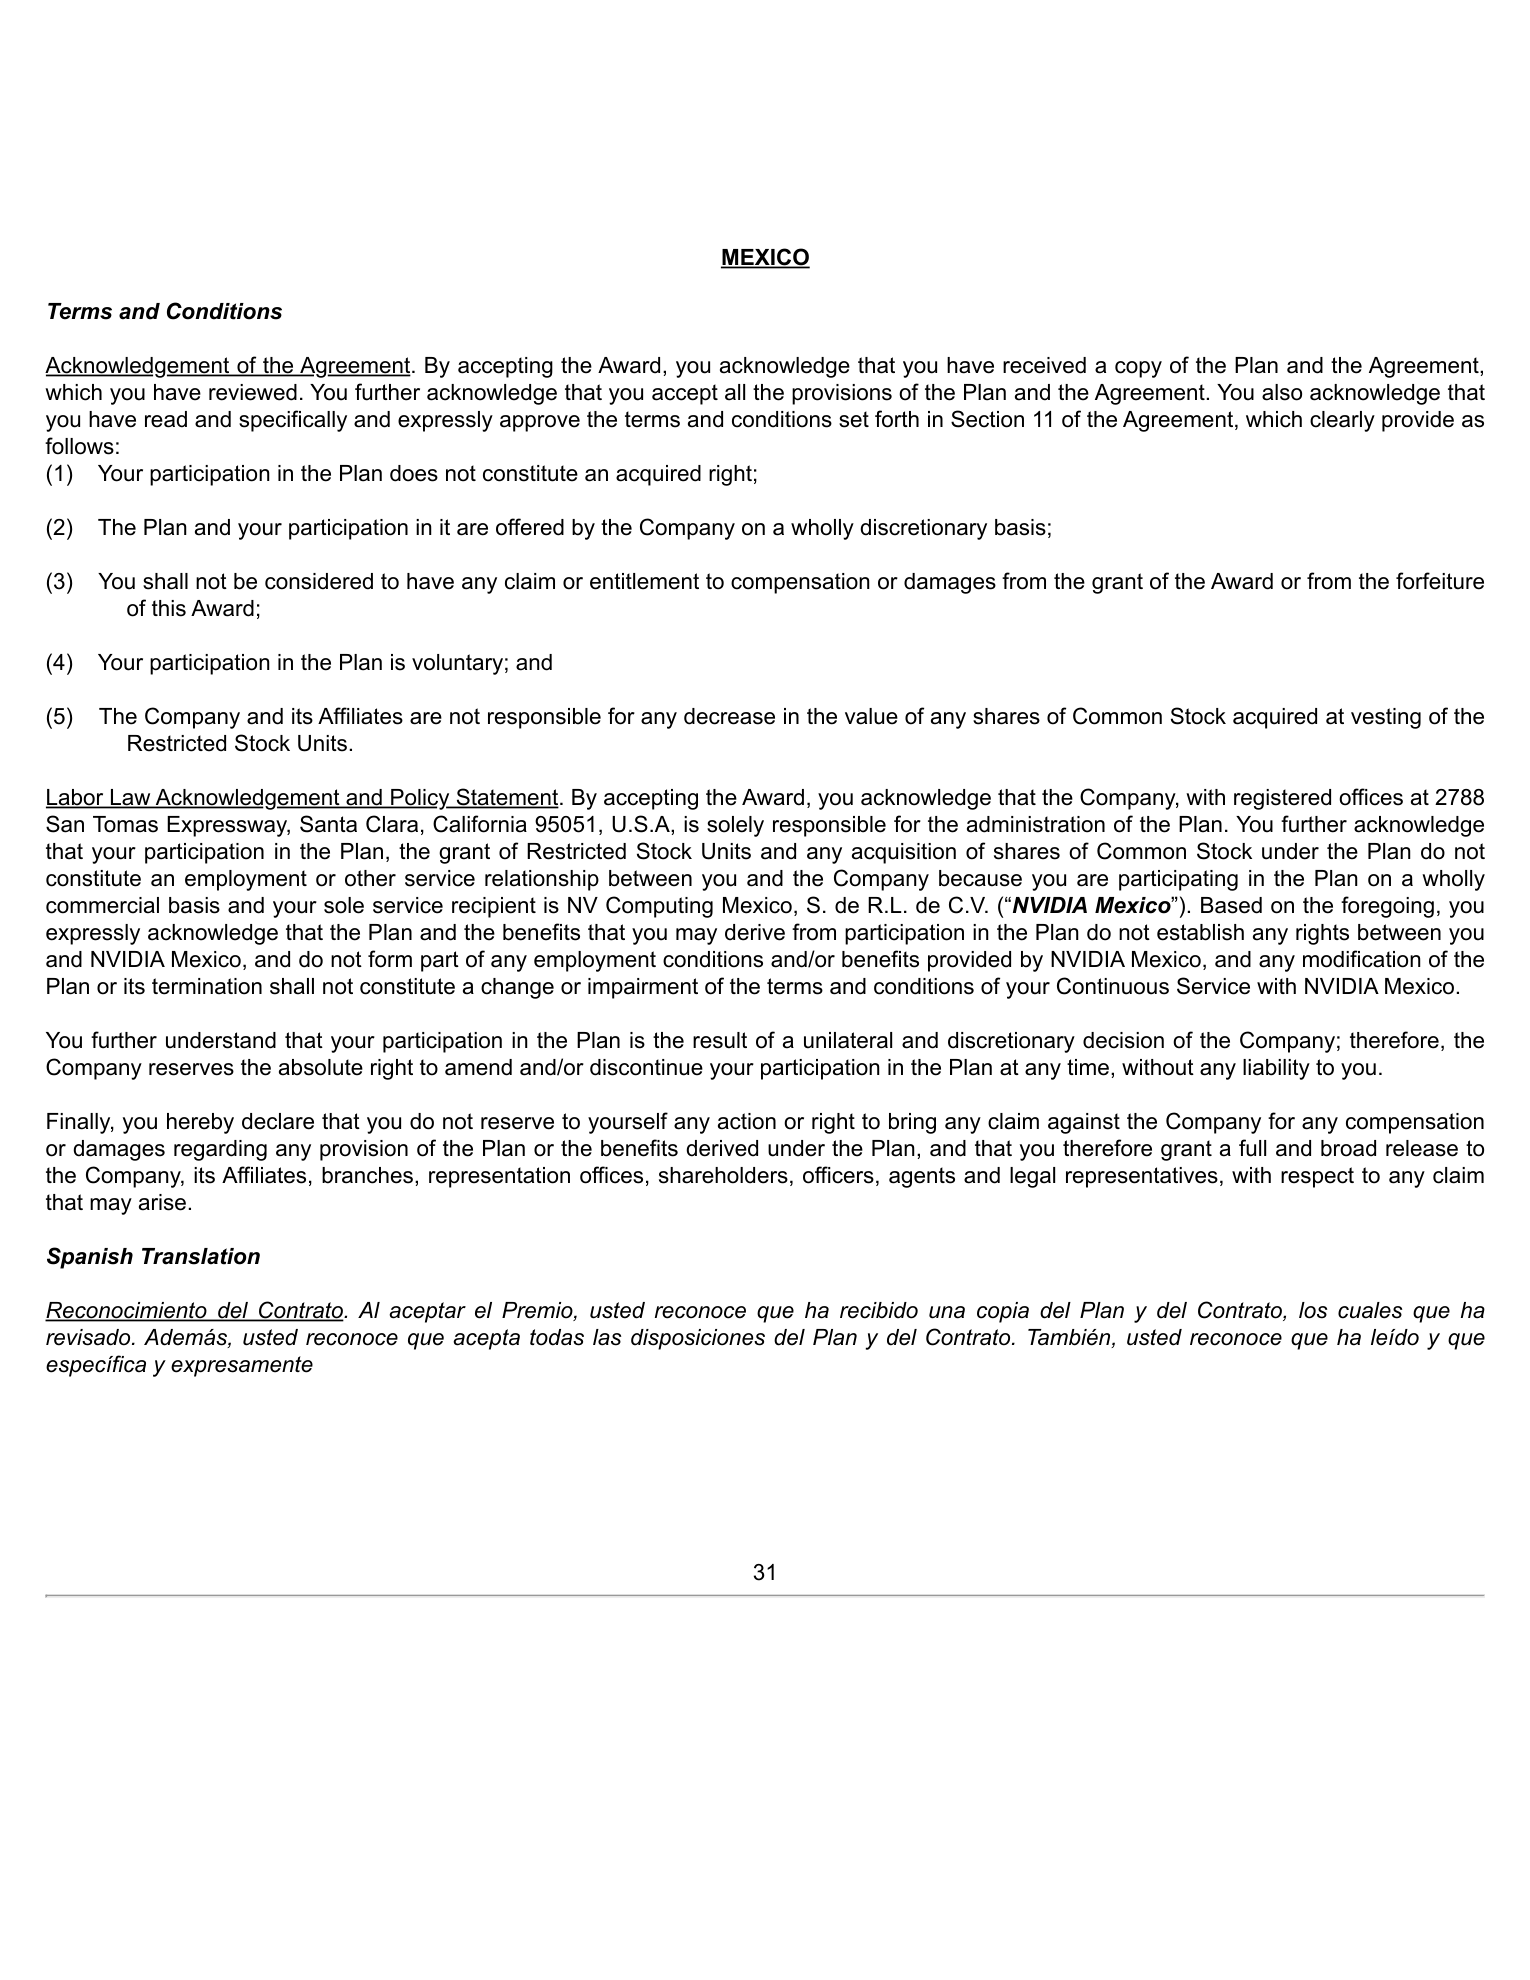 MEXICO
Terms and Conditions
Acknowledgement of the Agreement. By accepting the Award, you acknowledge that you have received a copy of the Plan and the Agreement,
which you have reviewed. You further acknowledge that you accept all the provisions of the Plan and the Agreement. You also acknowledge that
you have read and specifically and expressly approve the terms and conditions set forth in Section 11 of the Agreement, which clearly provide as
follows:
(1) Your participation in the Plan does not constitute an acquired right;
(2) The Plan and your participation in it are offered by the Company on a wholly discretionary basis;
(3) You shall not be considered to have any claim or entitlement to compensation or damages from the grant of the Award or from the forfeiture
of this Award;
(4) Your participation in the Plan is voluntary; and
(5) The Company and its Affiliates are not responsible for any decrease in the value of any shares of Common Stock acquired at vesting of the
Restricted Stock Units.
Labor Law Acknowledgement and Policy Statement. By accepting the Award, you acknowledge that the Company, with registered offices at 2788
San Tomas Expressway, Santa Clara, California 95051, U.S.A, is solely responsible for the administration of the Plan. You further acknowledge
that your participation in the Plan, the grant of Restricted Stock Units and any acquisition of shares of Common Stock under the Plan do not
constitute an employment or other service relationship between you and the Company because you are participating in the Plan on a wholly
commercial basis and your sole service recipient is NV Computing Mexico, S. de R.L. de C.V. (“NVIDIA Mexico”). Based on the foregoing, you
expressly acknowledge that the Plan and the benefits that you may derive from participation in the Plan do not establish any rights between you
and NVIDIA Mexico, and do not form part of any employment conditions and/or benefits provided by NVIDIA Mexico, and any modification of the
Plan or its termination shall not constitute a change or impairment of the terms and conditions of your Continuous Service with NVIDIA Mexico.
You further understand that your participation in the Plan is the result of a unilateral and discretionary decision of the Company; therefore, the
Company reserves the absolute right to amend and/or discontinue your participation in the Plan at any time, without any liability to you.
Finally, you hereby declare that you do not reserve to yourself any action or right to bring any claim against the Company for any compensation
or damages regarding any provision of the Plan or the benefits derived under the Plan, and that you therefore grant a full and broad release to
the Company, its Affiliates, branches, representation offices, shareholders, officers, agents and legal representatives, with respect to any claim
that may arise.
Spanish Translation
Reconocimiento del Contrato. Al aceptar el Premio, usted reconoce que ha recibido una copia del Plan y del Contrato, los cuales que ha
revisado. Además, usted reconoce que acepta todas las disposiciones del Plan y del Contrato. También, usted reconoce que ha leído y que
específica y expresamente
31